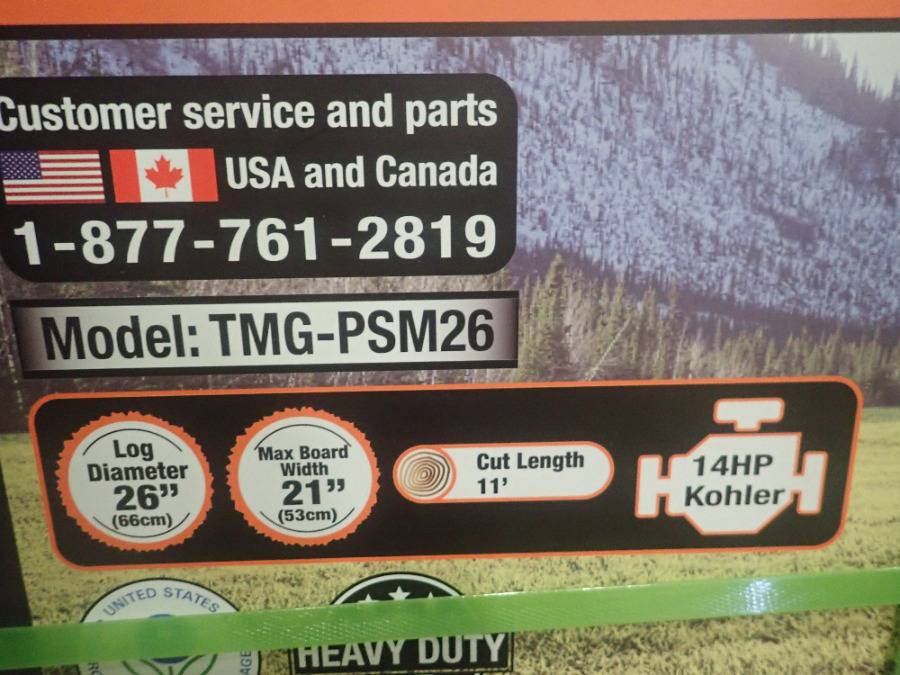 Customer service and parts
USA and Canada
1-877-761-2819
Model: TMG-PSM26
Log
Diameter
26”
(66cm)
Max Board
Width
21”
(53cm)
Cut Length
11’
14HP
Kohler
UNITED STATES
HEAVY DUTY